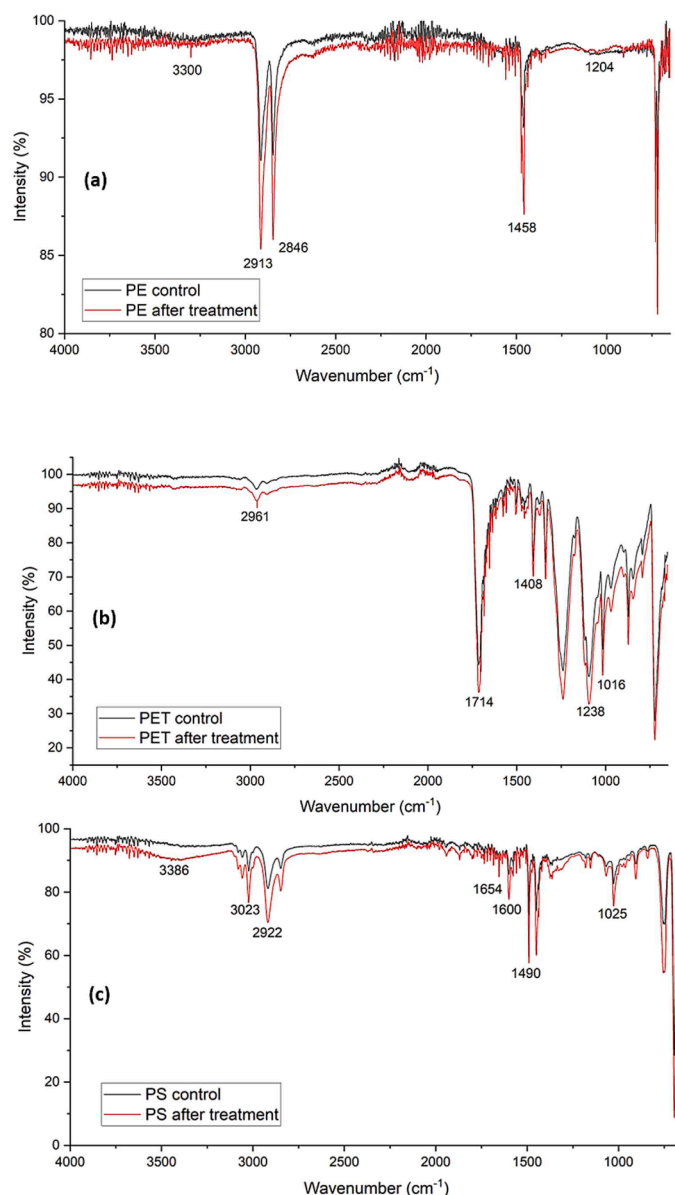 100
95
90
85
80
Intensity (%)
(a)
3300
2913
2846
1458
1204
PE control
PE after treatment
4000 3500 3000 2500 2000 1500 1000
Wavenumber (cm-1)
100
90
80
70
60
50
40
30
20
Intensity (%)
(b)
2961
1714
1408
1238
1016
PET control
PET after treatment
4000 3500 3000 2500 2000 1500 1000
Wavenumber (cm-1)
100
80
60
40
20
0
Intensity (%)
(c)
3386
3023
2922
1654
1600
1490
1025
PS control
PS after treatment
4000 3500 3000 2500 2000 1500 1000
Wavenumber (cm-1)